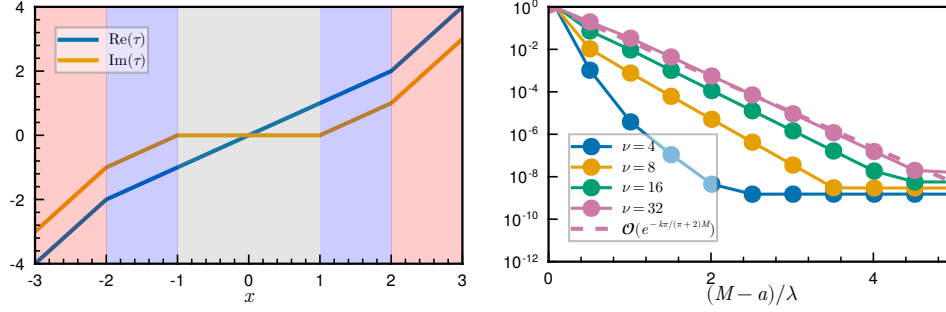 4
2
0
-2
-4
Re(τ)
Im(τ)
-3
-2
-1
0
1
2
3
x
10^0
10^-2
10^-4
10^-6
10^-8
10^-10
10^-12
ν = 4
ν = 8
ν = 16
ν = 32
𝒪(e^{-kπ/(π+2)M})
0
2
4
(M − a)/λ